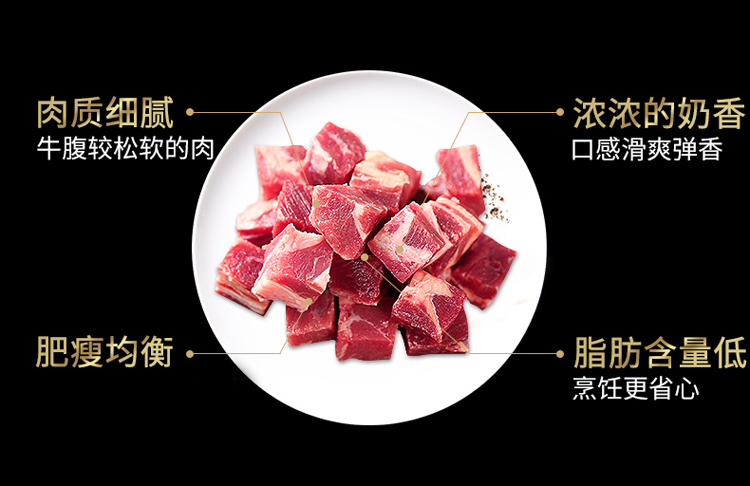 肉质细腻
牛腹较松软的肉
浓浓的奶香
口感滑爽弹香
肥瘦均衡
脂肪含量低
烹饪更省心